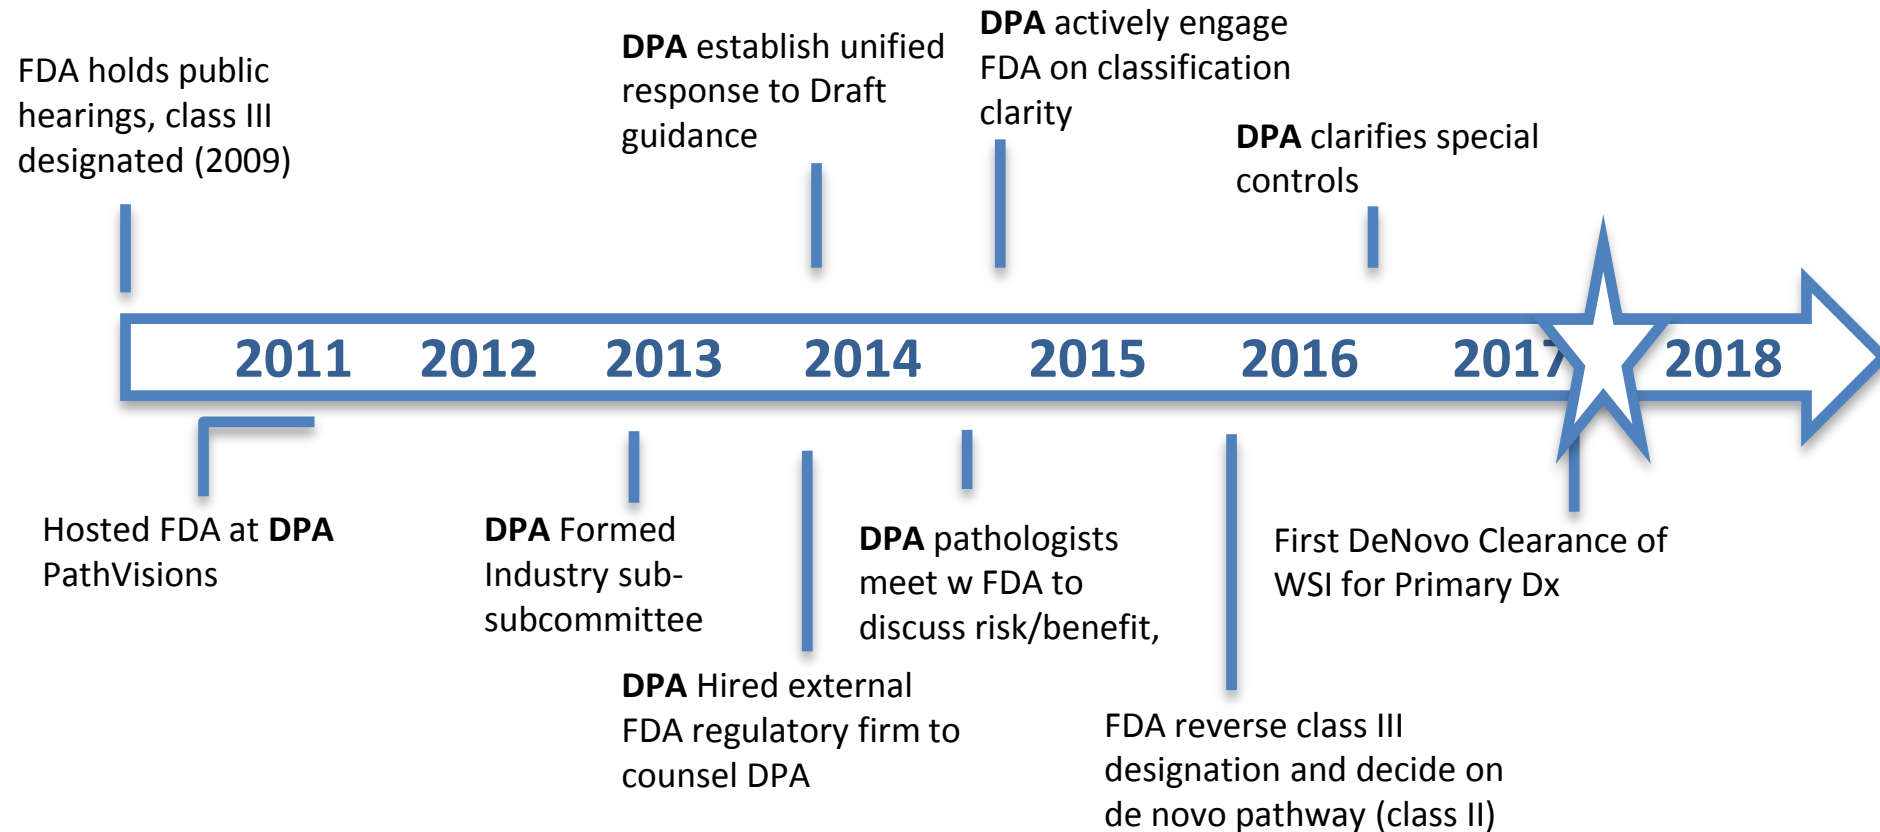 FDA holds public
hearings, class III
designated (2009)
DPA establish unified
response to Draft
guidance
DPA actively engage
FDA on classification
clarity
DPA clarifies special
controls
2011 2012 2013 2014 2015 2016 2017 2018
Hosted FDA at DPA
PathVisions
DPA Formed
Industry sub-
subcommittee
DPA Hired external
FDA regulatory firm to
counsel DPA
DPA pathologists
meet w FDA to
discuss risk/benefit,
FDA reverse class III
designation and decide on
de novo pathway (class II)
First DeNovo Clearance of
WSI for Primary Dx